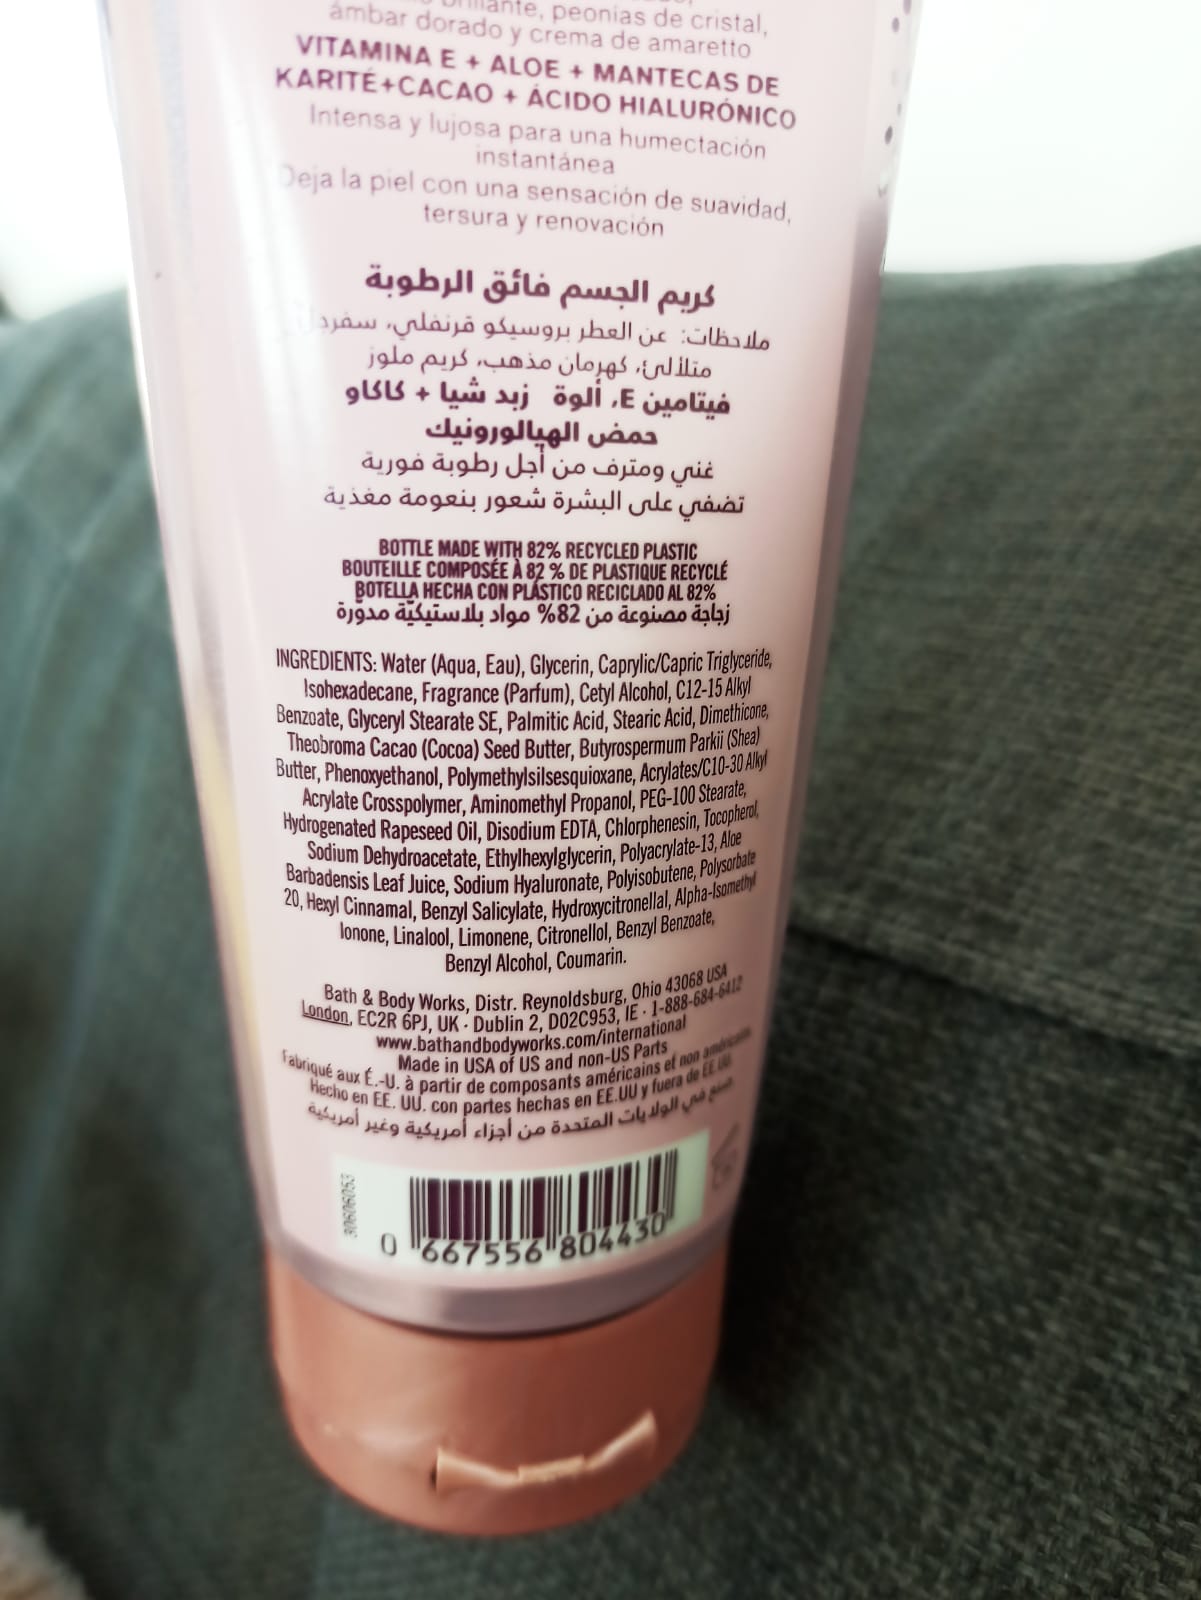 brillante, peonías de cristal,
ámbar dorado y crema de amaretto
VITAMINA E + ALOE + MANTECAS DE
KARITÉ+CACAO + ÁCIDO HIALURÓNICO
Intensa y lujosa para una humectación
instantánea
Deja la piel con una sensación de suavidad,
tersura y renovación
كريم الجسم فائق الرطوبة
ملاحظات: عن العطر بروسيكو قرنفلي، سفرجل
متلألئ، كهرمان مذهب، كريم ملوز
فيتامين E، ألوة زبد شيا + كاكاو
حمض الهيالورونيك
غني ومترف من أجل رطوبة فورية
تضفي على البشرة شعور بنعومة مغذية
BOTTLE MADE WITH 82% RECYCLED PLASTIC
BOUTEILLE COMPOSÉE À 82 % DE PLASTIQUE RECYCLÉ
BOTELLA HECHA CON PLÁSTICO RECICLADO AL 82%
زجاجة مصنوعة من 82% مواد بلاستيكيّة مدوّرة
INGREDIENTS: Water (Aqua, Eau), Glycerin, Caprylic/Capric Triglyceride,
Isohexadecane, Fragrance (Parfum), Cetyl Alcohol, C12-15 Alkyl
Benzoate, Glyceryl Stearate SE, Palmitic Acid, Stearic Acid, Dimethicone,
Theobroma Cacao (Cocoa) Seed Butter, Butyrospermum Parkii (Shea)
Butter, Phenoxyethanol, Polymethylsilsesquioxane, Acrylates/C10-30 Alkyl
Acrylate Crosspolymer, Aminomethyl Propanol, PEG-100 Stearate,
Hydrogenated Rapeseed Oil, Disodium EDTA, Chlorphenesin, Tocopherol,
Sodium Dehydroacetate, Ethylhexylglycerin, Polyacrylate-13, Aloe
Barbadensis Leaf Juice, Sodium Hyaluronate, Polyisobutene, Polysorbate
20, Hexyl Cinnamal, Benzyl Salicylate, Hydroxycitronellal, Alpha-Isomethyl
Ionone, Linalool, Limonene, Citronellol, Benzyl Benzoate,
Benzyl Alcohol, Coumarin.
Bath & Body Works, Distr. Reynoldsburg, Ohio 43068 USA
London, EC2R 6PJ, UK · Dublin 2, D02C953, IE · 1-888-684-6412
www.bathandbodyworks.com/international
Made in USA of US and non-US Parts
Fabriqué aux É.-U. à partir de composants américains et non américains
Hecho en EE. UU. con partes hechas en EE.UU y fuera de EE.UU.
صنع في الولايات المتحدة من أجزاء أمريكية وغير أمريكية
30606053
0 667556 804430